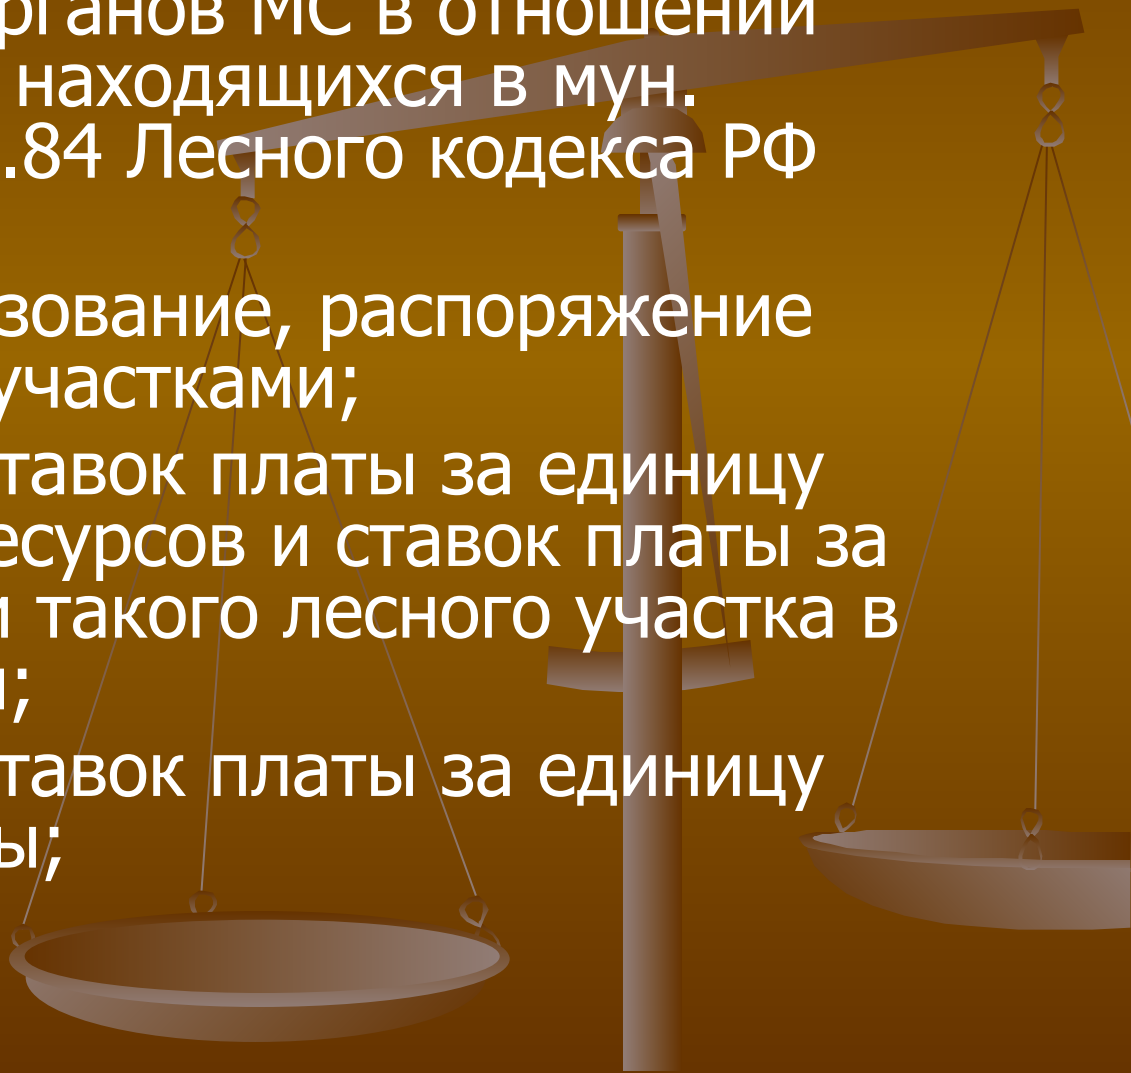 рганов МС в отношении
находящихся в мун.
.84 Лесного кодекса РФ
зование, распоряжение
участками;
тавок платы за единицу
есурсов и ставок платы за
и такого лесного участка в
;
тавок платы за единицу
ы;